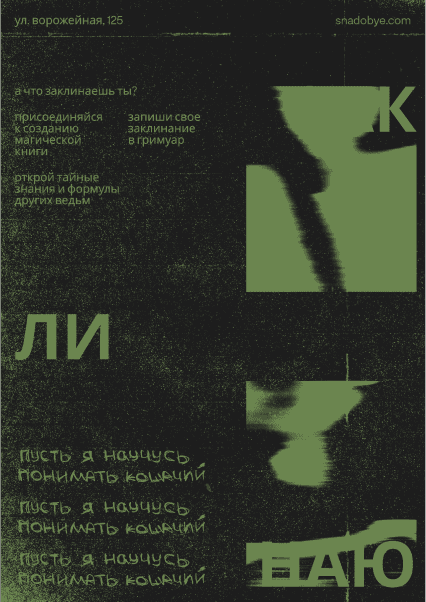 ул. ворожейная, 125
snadobye.com
а что заклинаешь ты?
присоединяйся
к созданию
магической
книги
запиши свое
заклинание
в гримуар
открой тайные
знания и формулы
других ведьм
К
ЛИ
пусть я научусь
понимать кошачий
пусть я научусь
понимать кошачий
пусть я научусь
понимать кошачий
НАЮ